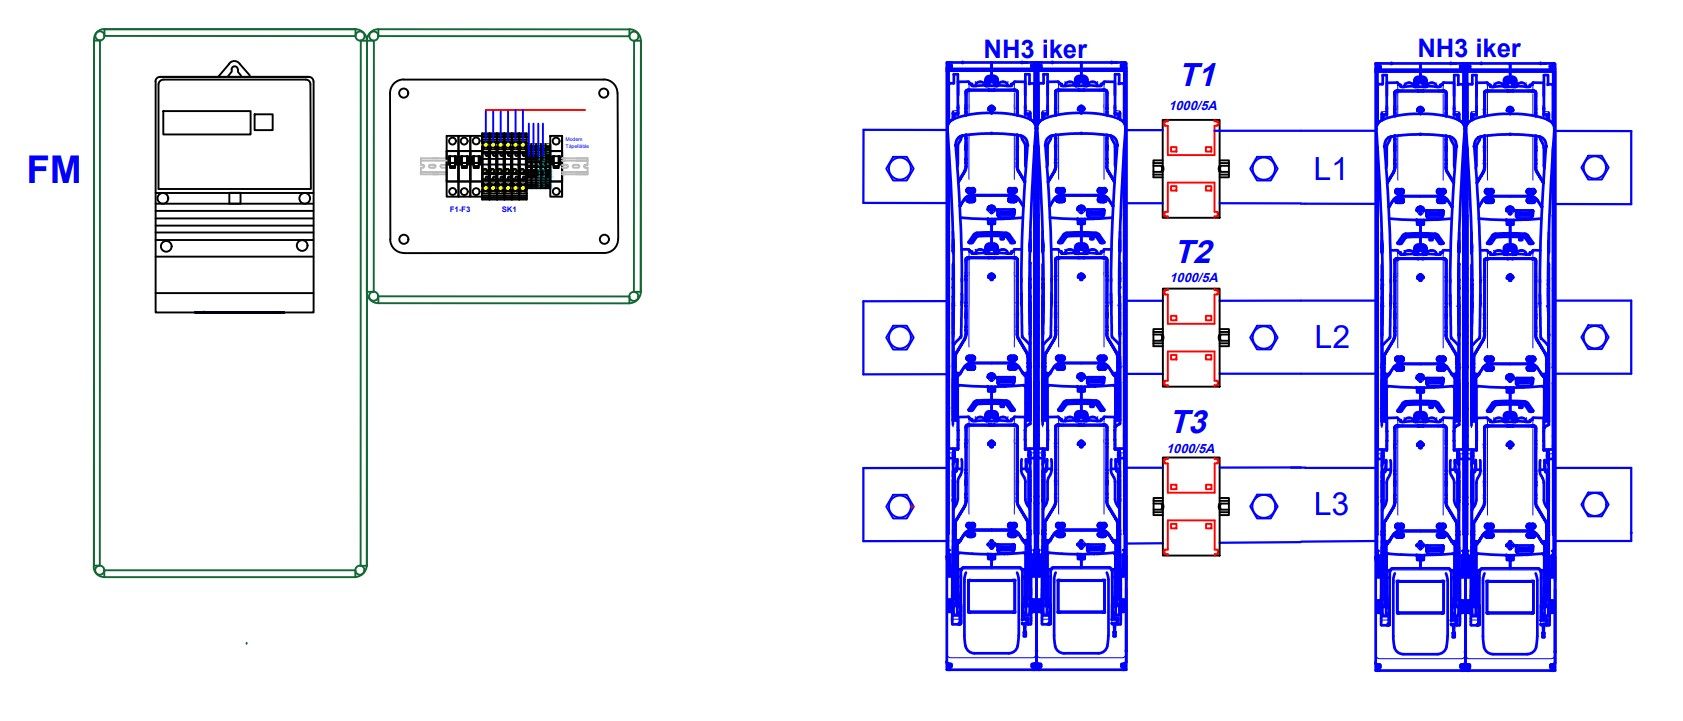 FM
Modem
Tápellátás
F1-F3
SK1
NH3 iker
NH3 iker
T1
1000/5A
L1
T2
1000/5A
L2
T3
1000/5A
L3